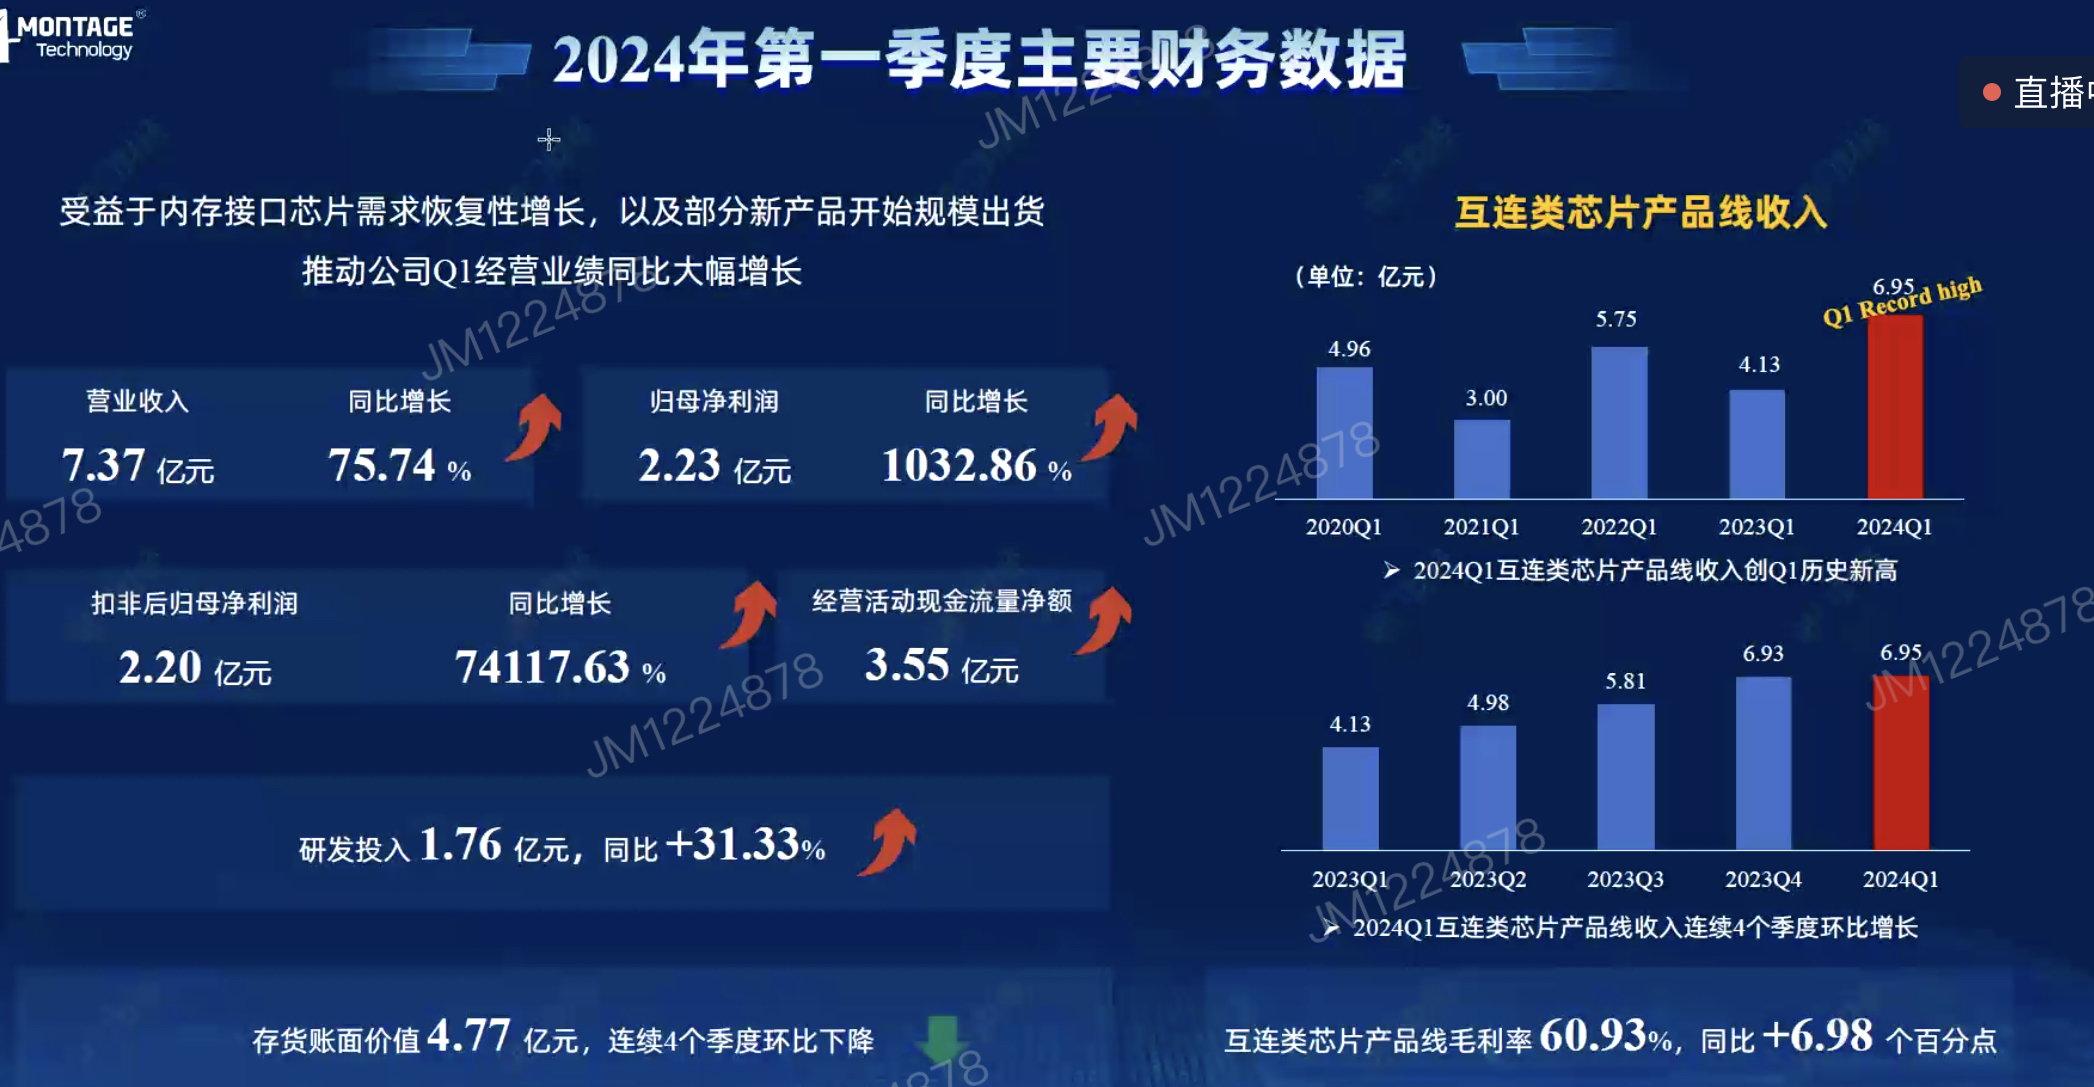 MONTAGE®
Technology
2024年第一季度主要财务数据
直播
受益于内存接口芯片需求恢复性增长，以及部分新产品开始规模出货
推动公司Q1经营业绩同比大幅增长
营业收入 同比增长
7.37 亿元 75.74 %
归母净利润 同比增长
2.23 亿元 1032.86 %
扣非后归母净利润 同比增长
2.20 亿元 74117.63 %
经营活动现金流量净额
3.55 亿元
研发投入 1.76 亿元，同比 +31.33%
存货账面价值 4.77 亿元，连续4个季度环比下降
互连类芯片产品线收入
（单位：亿元）
4.96 3.00 5.75 4.13 6.95
Q1 Record high
2020Q1 2021Q1 2022Q1 2023Q1 2024Q1
➢ 2024Q1互连类芯片产品线收入创Q1历史新高
4.13 4.98 5.81 6.93 6.95
2023Q1 2023Q2 2023Q3 2023Q4 2024Q1
➢ 2024Q1互连类芯片产品线收入连续4个季度环比增长
互连类芯片产品线毛利率 60.93%，同比 +6.98 个百分点
JM1224878
JM1224878
JM1224878
4878
JM1224878
JM1224878
JM1224878
878